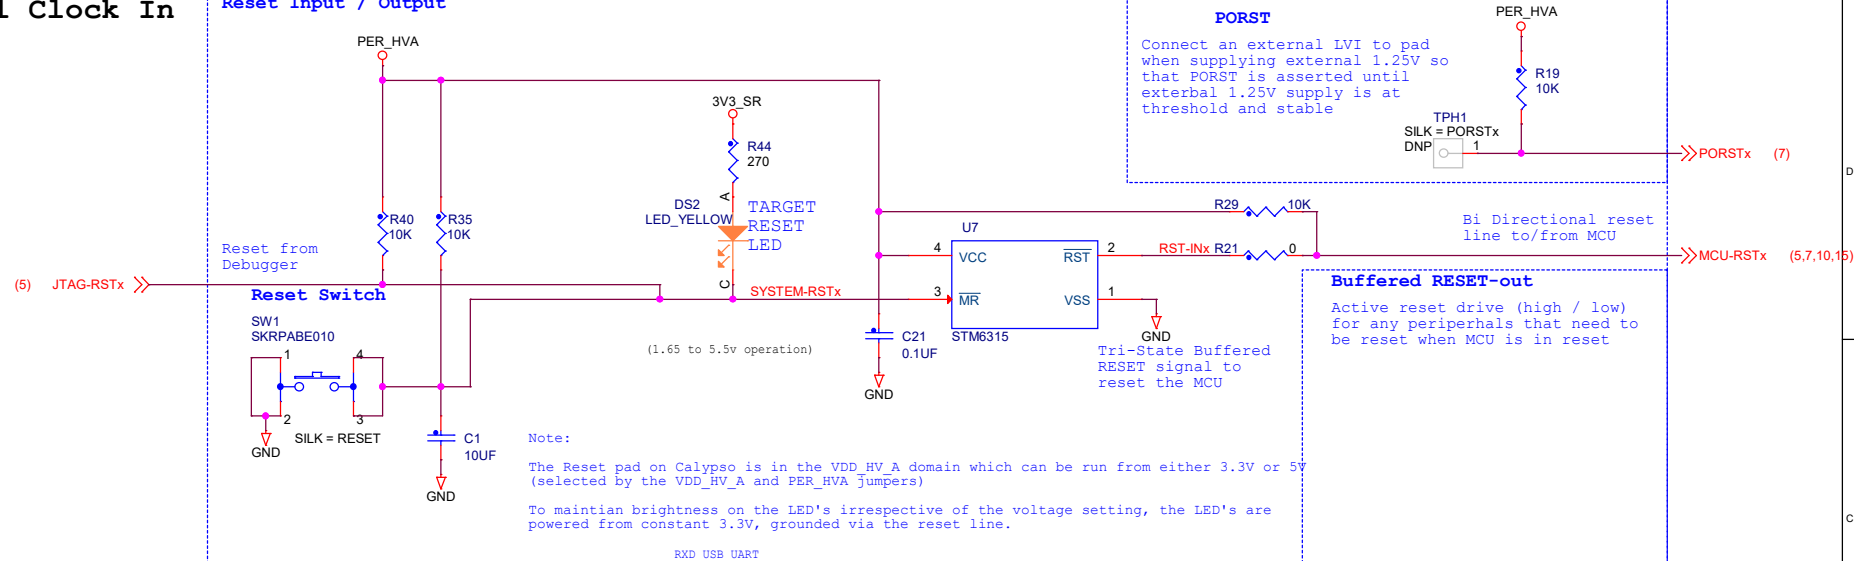 l Clock In
Reset Input / Output
PER_HVA
3V3_SR
R44
270
A
DS2
LED_YELLOW
TARGET
RESET
LED
C
R40
10K
R35
10K
Reset from
Debugger
(5) JTAG-RSTx
Reset Switch
SW1
SKRPABE010
1
4
2
3
GND
SILK = RESET
C1
10UF
GND
SYSTEM-RSTx
(1.65 to 5.5v operation)
C21
0.1UF
GND
U7
4
VCC
3
MR
RST
2
VSS
1
STM6315
GND
Tri-State Buffered
RESET signal to
reset the MCU
RST-INx
R29
10K
R21
0
PORST
Connect an external LVI to pad
when supplying external 1.25V so
that PORST is asserted until
exterbal 1.25V supply is at
threshold and stable
PER_HVA
R19
10K
TPH1
SILK = PORSTx
DNP
1
PORSTx (7)
Bi Directional reset
line to/from MCU
MCU-RSTx (5,7,10,15)
Buffered RESET-out
Active reset drive (high / low)
for any periperhals that need to
be reset when MCU is in reset
Note:
The Reset pad on Calypso is in the VDD_HV_A domain which can be run from either 3.3V or 5V
(selected by the VDD_HV_A and PER_HVA jumpers)
To maintian brightness on the LED's irrespective of the voltage setting, the LED's are
powered from constant 3.3V, grounded via the reset line.
RXD USB UART
D
C